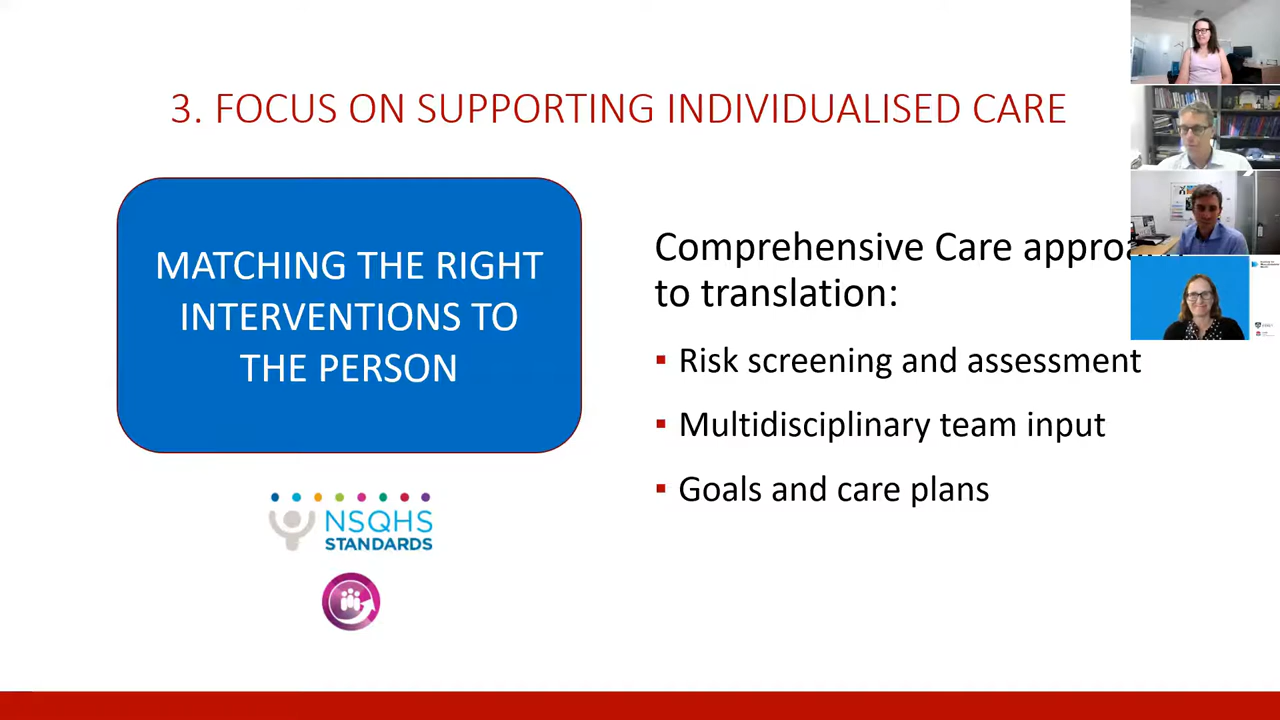 3. FOCUS ON SUPPORTING INDIVIDUALISED CARE
MATCHING THE RIGHT
INTERVENTIONS TO
THE PERSON
NSQHS
STANDARDS
Comprehensive Care
to translation:
▪ Risk screening and assessment
▪ Multidisciplinary team input
▪ Goals and care plans